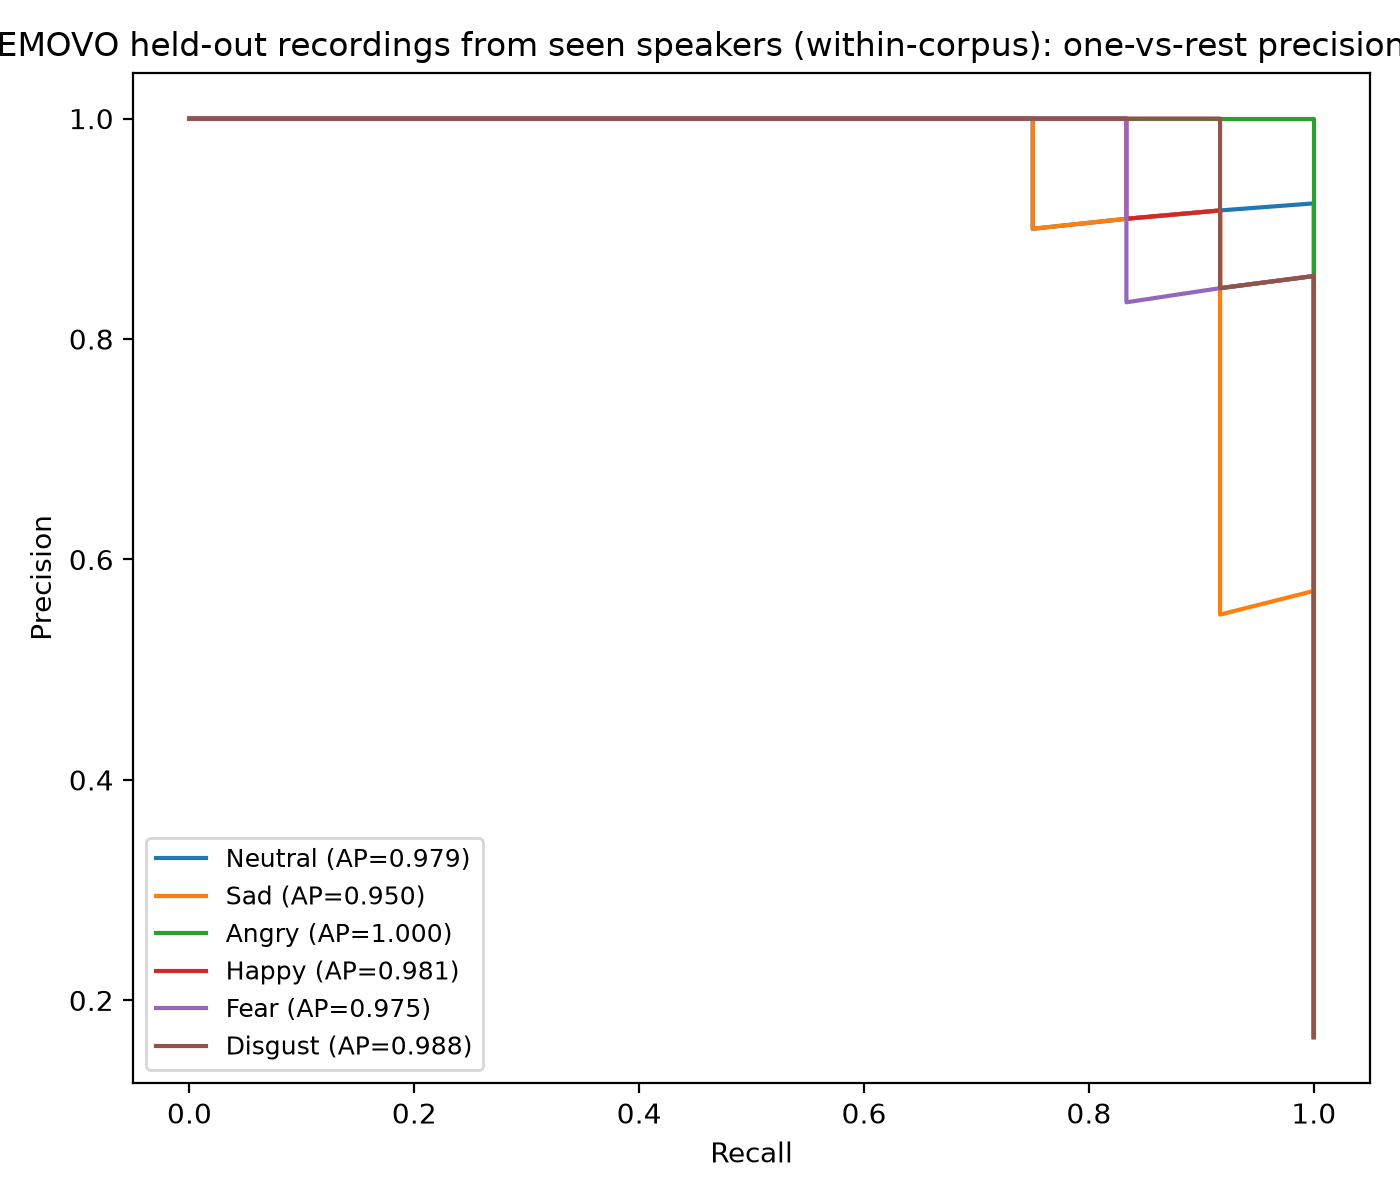 EMOVO held-out recordings from seen speakers (within-corpus): one-vs-rest precision
1.0
0.8
0.6
0.4
0.2
Precision
Neutral (AP=0.979)
Sad (AP=0.950)
Angry (AP=1.000)
Happy (AP=0.981)
Fear (AP=0.975)
Disgust (AP=0.988)
0.0 0.2 0.4 0.6 0.8 1.0
Recall